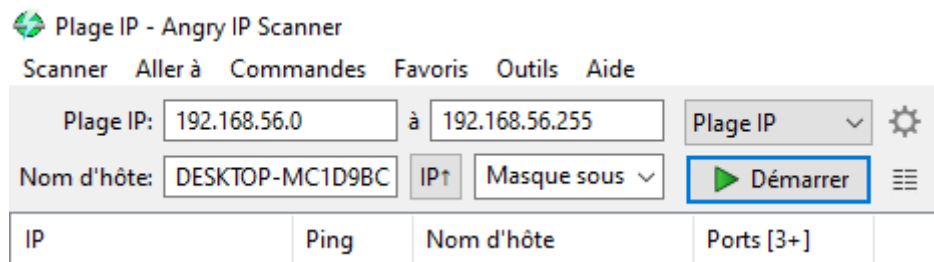 Plage IP - Angry IP Scanner
Scanner Aller à Commandes Favoris Outils Aide
Plage IP: 192.168.56.0 à 192.168.56.255 Plage IP
Nom d'hôte: DESKTOP-MC1D9BC IP↑ Masque sous Démarrer
IP Ping Nom d'hôte Ports [3+]